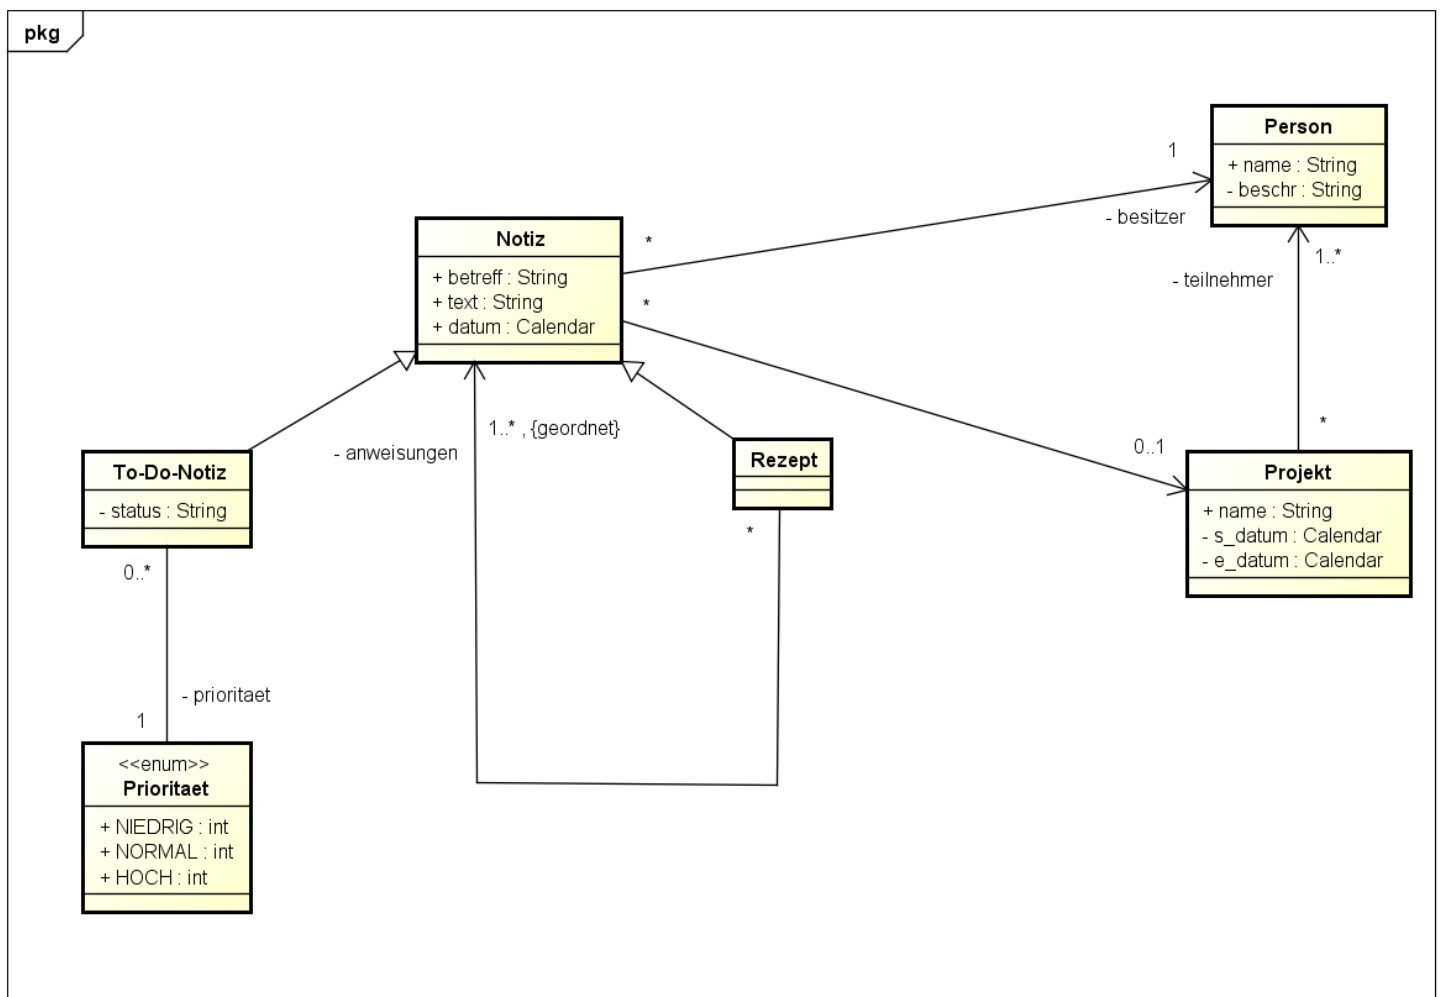 pkg
Person
+ name : String
- beschr : String
1
- besitzer
*
Notiz
+ betreff : String
+ text : String
+ datum : Calendar
*
1..*
- teilnehmer
*
0..1
- anweisungen
1..* , {geordnet}
Rezept
*
To-Do-Notiz
- status : String
0..*
Projekt
+ name : String
- s_datum : Calendar
- e_datum : Calendar
- prioritaet
1
<<enum>>
Prioritaet
+ NIEDRIG : int
+ NORMAL : int
+ HOCH : int